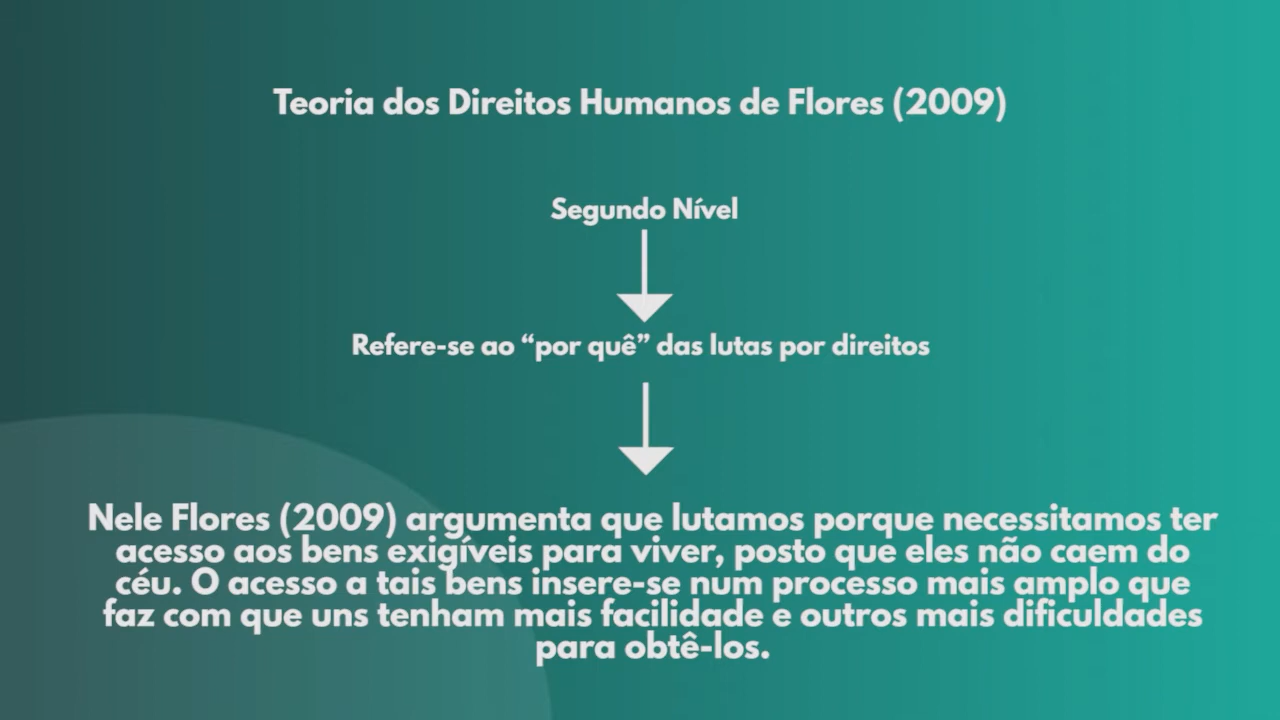 Teoria dos Direitos Humanos de Flores (2009)
Segundo Nível
Refere-se ao “por quê” das lutas por direitos
Nele Flores (2009) argumenta que lutamos porque necessitamos ter
acesso aos bens exigíveis para viver, posto que eles não caem do
céu. O acesso a tais bens insere-se num processo mais amplo que
faz com que uns tenham mais facilidade e outros mais dificuldades
para obtê-los.